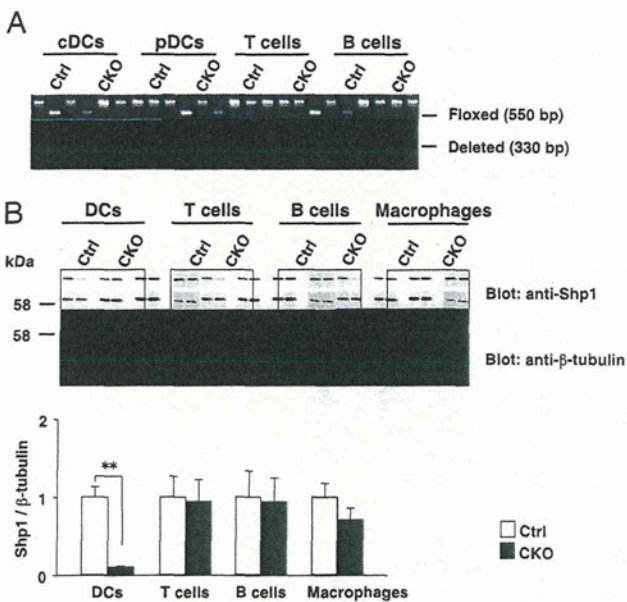 A
cDCs pDCs T cells B cells
Ctrl CKO Ctrl CKO Ctrl CKO Ctrl CKO
Floxed (550 bp)
Deleted (330 bp)
B
DCs T cells B cells Macrophages
Ctrl CKO Ctrl CKO Ctrl CKO Ctrl CKO
kDa
58
Blot: anti-Shp1
58
Blot: anti-β-tubulin
2
**
1
0
Shp1 / β-tubulin
Ctrl
CKO
DCs T cells B cells Macrophages